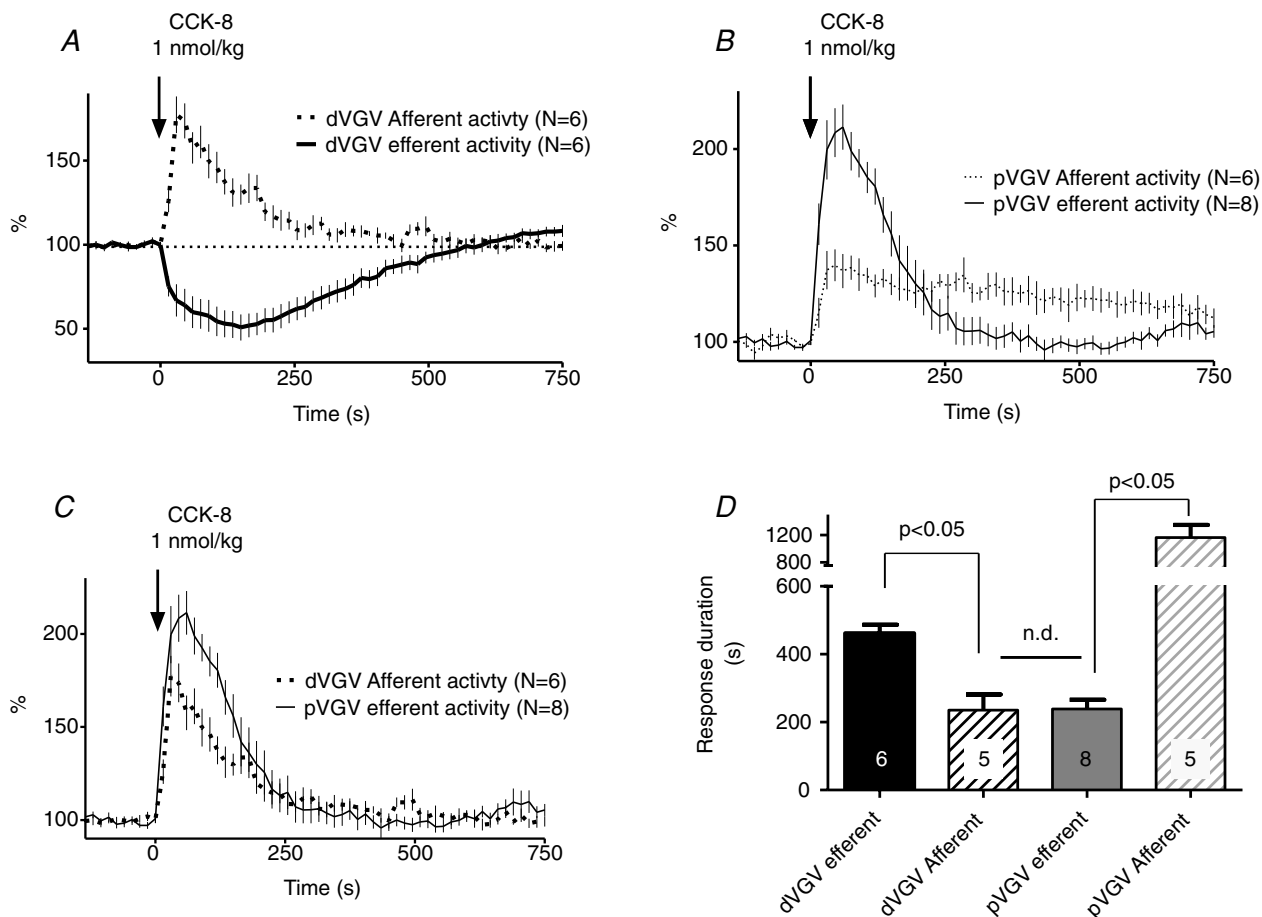 A
CCK-8
1 nmol/kg
dVGV Afferent activty (N=6)
dVGV efferent activity (N=6)
150
100
50
%
0
250
500
750
Time (s)
B
CCK-8
1 nmol/kg
pVGV Afferent activity (N=6)
pVGV efferent activity (N=8)
200
150
100
%
0
250
500
750
Time (s)
C
CCK-8
1 nmol/kg
dVGV Afferent activty (N=6)
pVGV efferent activity (N=8)
200
150
100
%
0
250
500
750
Time (s)
D
p<0.05
p<0.05
n.d.
1200
800
600
400
200
0
Response duration
(s)
6
5
8
5
dVGV efferent
dVGV Afferent
pVGV efferent
pVGV Afferent